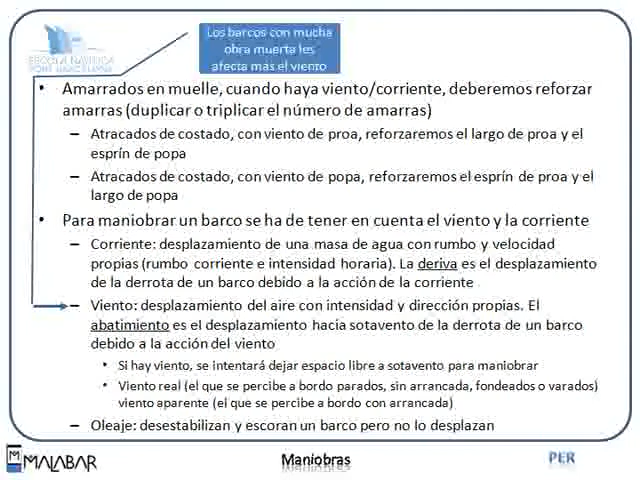 Los barcos con mucha
obra muerta les
afecta más el viento
ESCOLA NÀUTICA
PORT BARCELONA
• Amarrados en muelle, cuando haya viento/corriente, deberemos reforzar
amarras (duplicar o triplicar el número de amarras)
– Atracados de costado, con viento de proa, reforzaremos el largo de proa y el
esprín de popa
– Atracados de costado, con viento de popa, reforzaremos el esprín de proa y el
largo de popa
• Para maniobrar un barco se ha de tener en cuenta el viento y la corriente
– Corriente: desplazamiento de una masa de agua con rumbo y velocidad
propias (rumbo corriente e intensidad horaria). La deriva es el desplazamiento
de la derrota de un barco debido a la acción de la corriente
– Viento: desplazamiento del aire con intensidad y dirección propias. El
abatimiento es el desplazamiento hacia sotavento de la derrota de un barco
debido a la acción del viento
• Si hay viento, se intentará dejar espacio libre a sotavento para maniobrar
• Viento real (el que se percibe a bordo parados, sin arrancada, fondeados o varados)
viento aparente (el que se percibe a bordo con arrancada)
– Oleaje: desestabilizan y escoran un barco pero no lo desplazan
MALABAR
Maniobras
PER